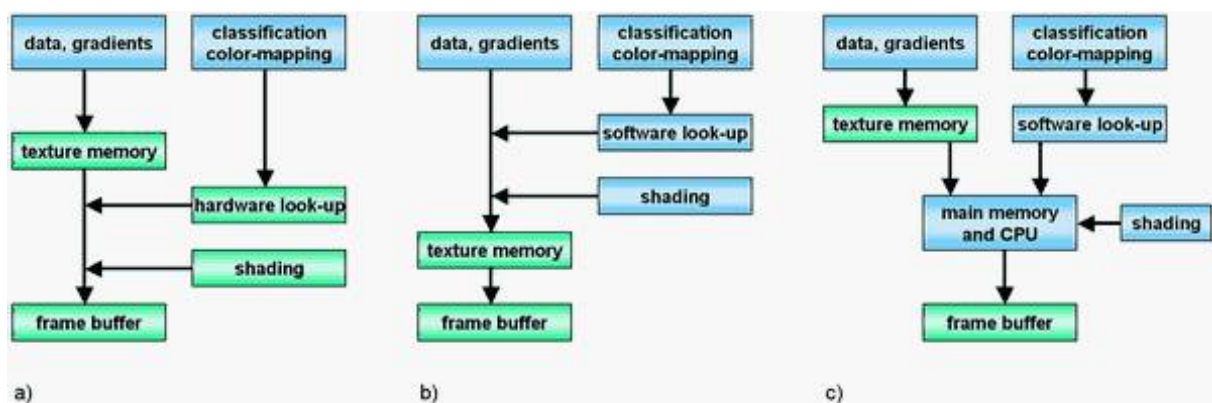 data, gradients
classification
color-mapping
texture memory
hardware look-up
shading
frame buffer
a)
data, gradients
classification
color-mapping
software look-up
shading
texture memory
frame buffer
b)
data, gradients
classification
color-mapping
texture memory
software look-up
main memory
and CPU
shading
frame buffer
c)